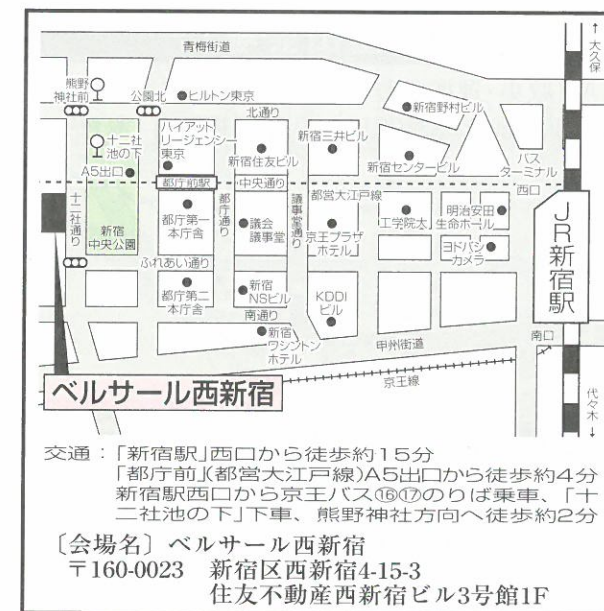 青梅街道
↑大久保
熊野
神社前
公園北
ヒルトン東京
北通り
新宿野村ビル
十二社
池の下
A5出口
ハイアット
リージェンシー
東京
新宿住友ビル
新宿三井ビル
新宿センタービル
バス
ターミナル
西口
都庁前駅
中央通り
都営大江戸線
十二社通り
新宿
中央公園
都庁第一
本庁舎
都庁通り
議会
議事堂
議事堂通り
京王プラザ
ホテル
工学院大
明治安田
生命ホール
ヨドバシ
カメラ
JR新宿駅
ふれあい通り
都庁第二
本庁舎
新宿
NSビル
KDDI
ビル
南通り
新宿
ワシントン
ホテル
甲州街道
南口
京王線
代々木↓
ベルサール西新宿
交通：「新宿駅」西口から徒歩約15分
「都庁前」(都営大江戸線)A5出口から徒歩約4分
新宿駅西口から京王バス⑯⑰のりば乗車、「十
二社池の下」下車、熊野神社方向へ徒歩約2分
〔会場名〕ベルサール西新宿
〒160-0023 新宿区西新宿4-15-3
住友不動産西新宿ビル3号館1F